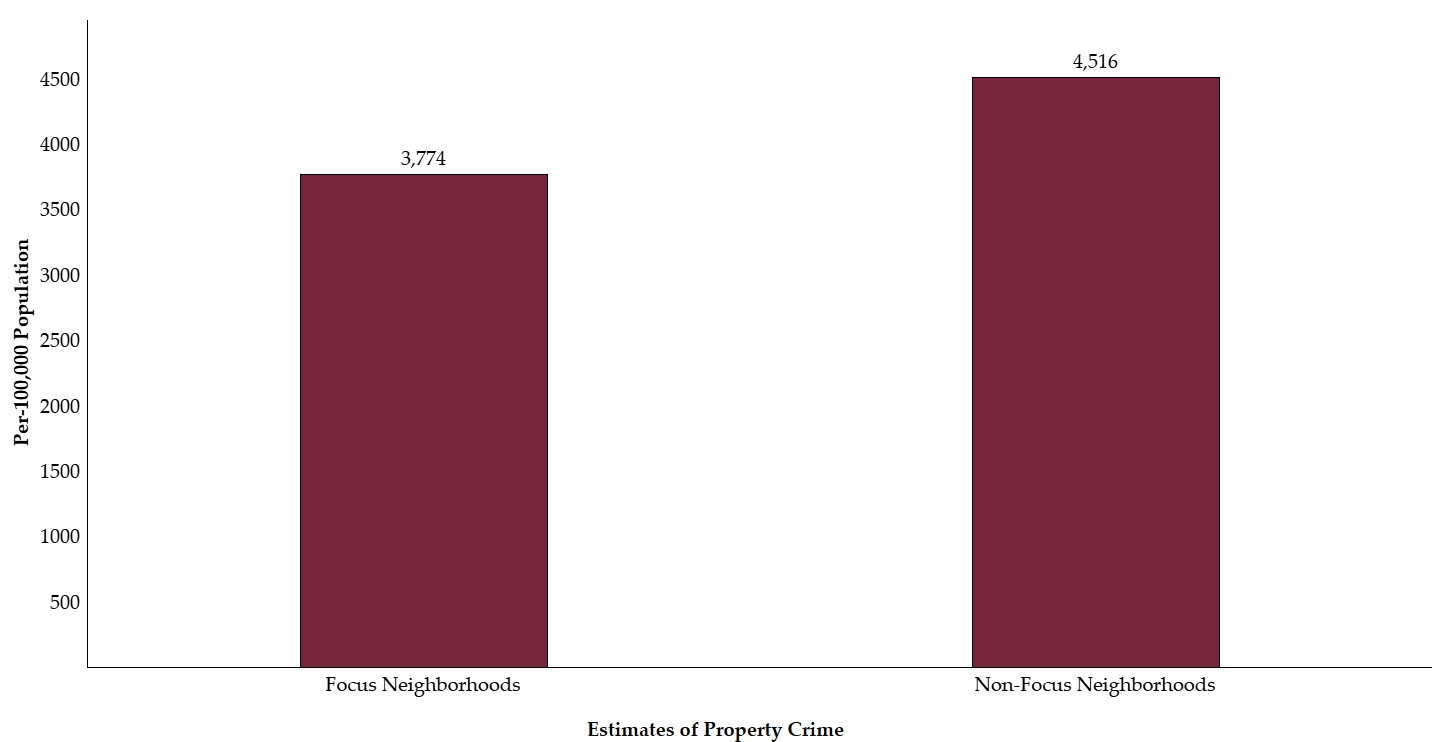 4,516
4500
4000
3,774
3500
3000
2500
2000
1500
1000
500
Per-100,000 Population
Focus Neighborhoods
Non-Focus Neighborhoods
Estimates of Property Crime